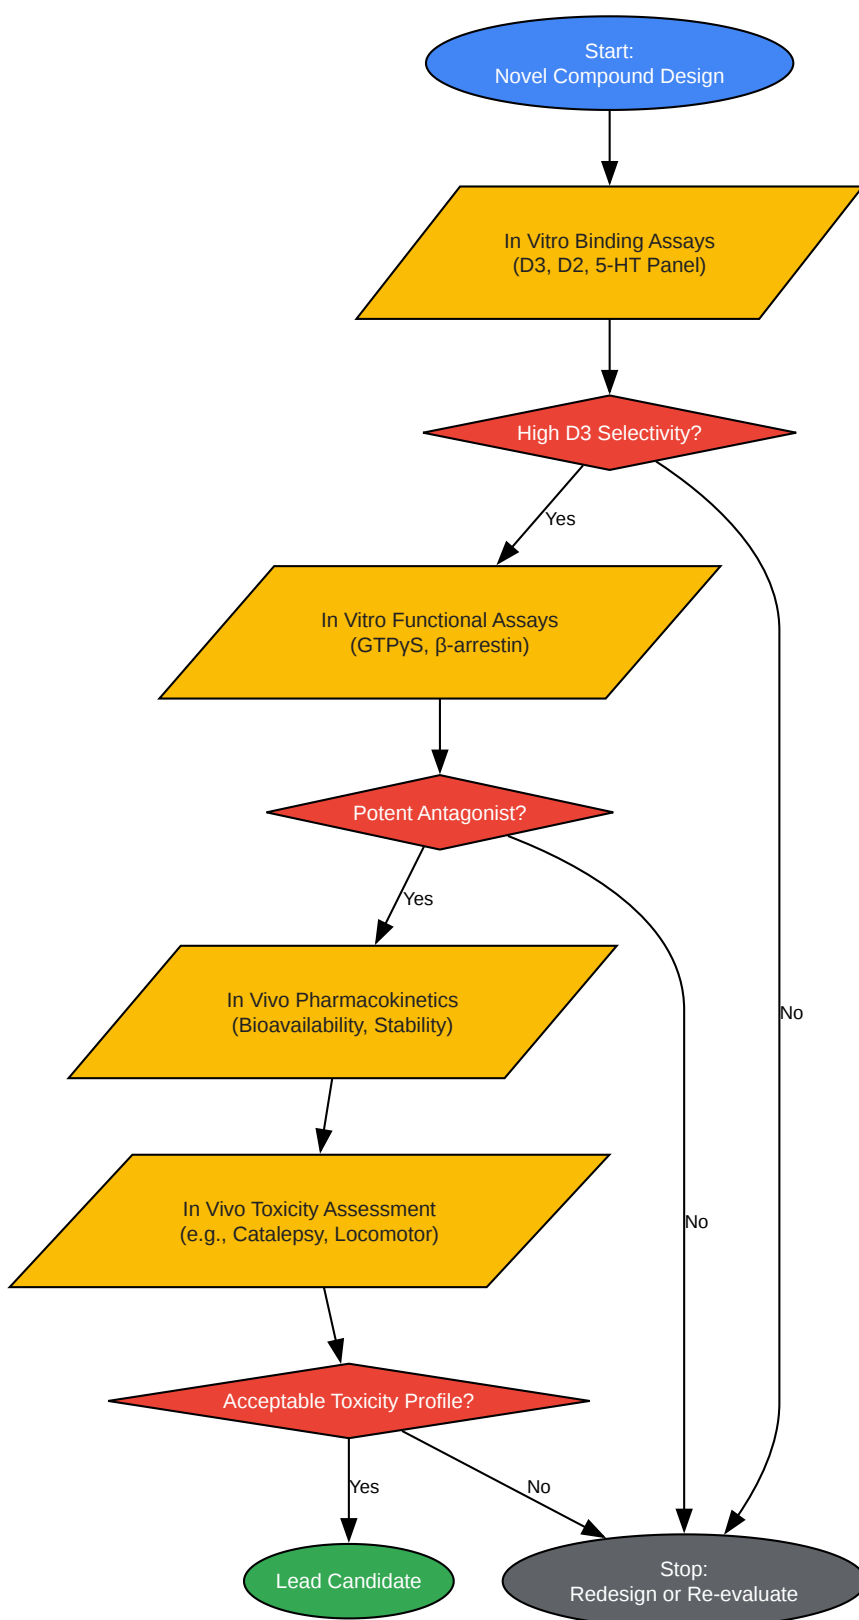 Start:
Novel Compound Design
In Vitro Binding Assays
(D3, D2, 5-HT Panel)
High D3 Selectivity?
Yes
In Vitro Functional Assays
(GTPγS, β-arrestin)
Potent Antagonist?
Yes
In Vivo Pharmacokinetics
(Bioavailability, Stability)
No
In Vivo Toxicity Assessment
(e.g., Catalepsy, Locomotor)
No
Acceptable Toxicity Profile?
Yes
No
Lead Candidate
Stop:
Redesign or Re-evaluate